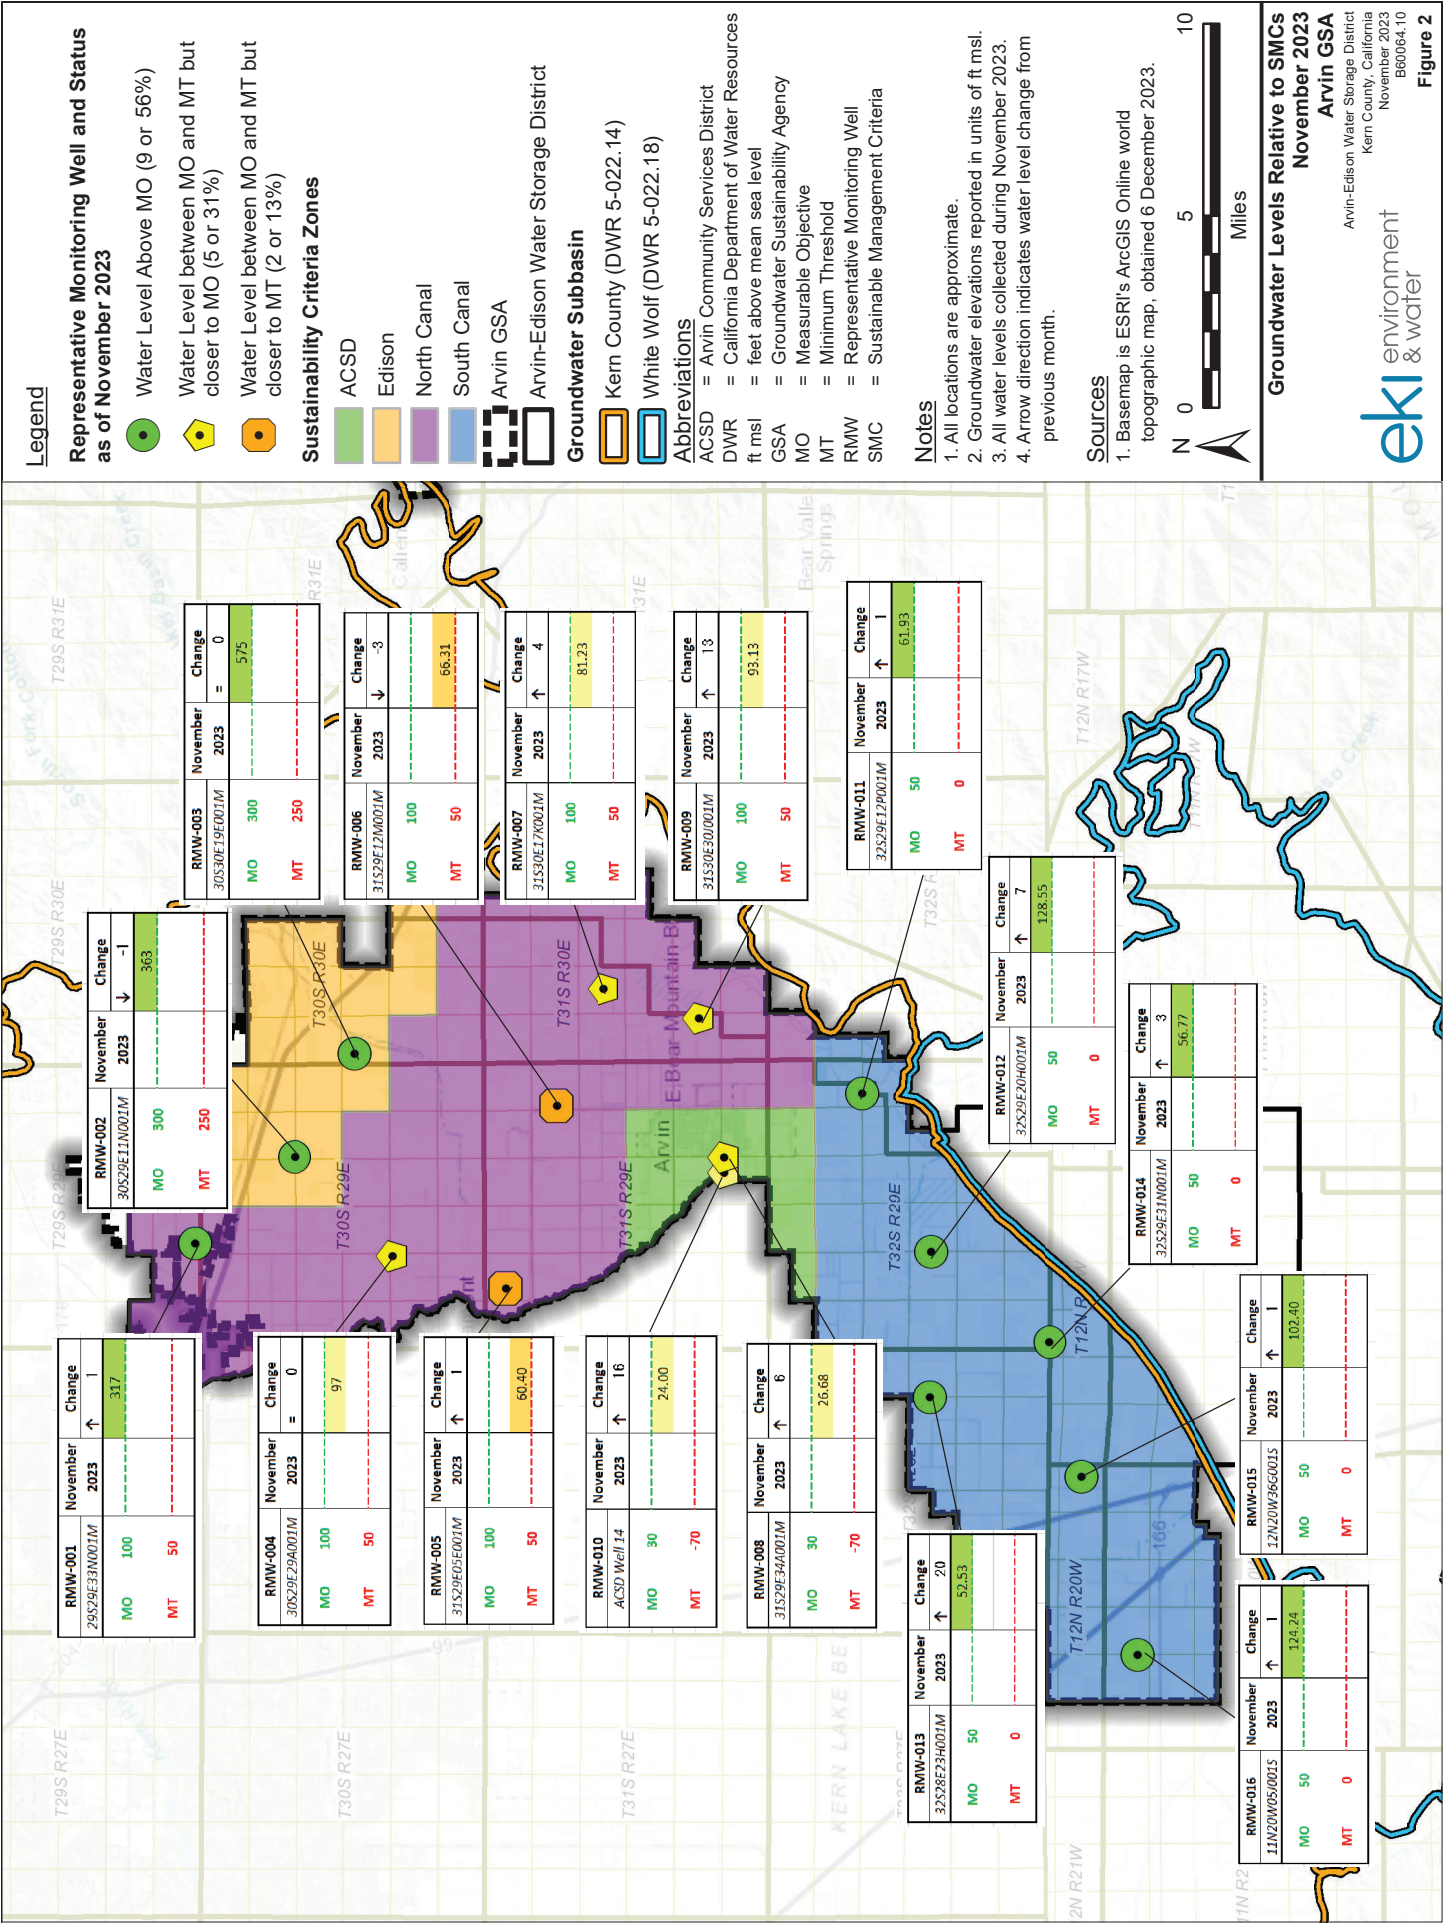 Legend
Representative Monitoring Well and Status
as of November 2023
Water Level Above MO (9 or 56%)
Water Level between MO and MT but
closer to MO (5 or 31%)
Water Level between MO and MT but
closer to MT (2 or 13%)
Sustainability Criteria Zones
ACSD
Edison
North Canal
South Canal
Arvin GSA
Arvin-Edison Water Storage District
Groundwater Subbasin
Kern County (DWR 5-022.14)
White Wolf (DWR 5-022.18)
Abbreviations
ACSD = Arvin Community Services District
DWR = California Department of Water Resources
ft msl = feet above mean sea level
GSA = Groundwater Sustainability Agency
MO = Measurable Objective
MT = Minimum Threshold
RMW = Representative Monitoring Well
SMC = Sustainable Management Criteria
Notes
1. All locations are approximate.
2. Groundwater elevations reported in units of ft msl.
3. All water levels collected during November 2023.
4. Arrow direction indicates water level change from
previous month.
Sources
1. Basemap is ESRI's ArcGIS Online world
topographic map, obtained 6 December 2023.
N
0 5 10
Miles
Groundwater Levels Relative to SMCs
November 2023
Arvin GSA
Arvin-Edison Water Storage District
Kern County, California
November 2023
B60064.10
Figure 2
eki environment
& water
RMW-001 November Change
29S29E33N001M 2023 ↑ 1
MO 100 317
MT 50
RMW-002 November Change
30S29E11N001M 2023 ↓ -1
MO 300 363
MT 250
RMW-003 November Change
30S30E19E001M 2023 = 0
MO 300 575
MT 250
RMW-004 November Change
30S29E29A001M 2023 = 0
MO 100 97
MT 50
RMW-006 November Change
31S29E12M001M 2023 ↓ -3
MO 100
MT 50 66.31
RMW-005 November Change
31S29E05E001M 2023 ↑ 1
MO 100
MT 50 60.40
RMW-007 November Change
31S30E17K001M 2023 ↑ 4
MO 100 81.23
MT 50
RMW-010 November Change
ACSD Well 14 2023 ↑ 16
MO 30 24.00
MT -70
RMW-009 November Change
31S30E30J001M 2023 ↑ 13
MO 100 93.13
MT 50
RMW-008 November Change
31S29E34A001M 2023 ↑ 6
MO 30 26.68
MT -70
RMW-011 November Change
32S29E12P001M 2023 ↑ 1
MO 50 61.93
MT 0
RMW-013 November Change
32S28E23H001M 2023 ↑ 20
MO 50 52.53
MT 0
RMW-012 November Change
32S29E20H001M 2023 ↑ 7
MO 50 128.55
MT 0
RMW-014 November Change
32S29E31N001M 2023 ↑ 3
MO 50 56.77
MT 0
RMW-015 November Change
12N20W36G001S 2023 ↑ 1
MO 50 102.40
MT 0
RMW-016 November Change
11N20W05J001S 2023 ↑ 1
MO 50 124.24
MT 0
T29S R27E
T29S R30E
T29S R31E
T30S R27E
T30S R29E
T30S R30E
R31E
T31S R27E
T31S R29E
T31S R30E
31E
T32S R29E
T12N R20W
T12N R17W
Arvin
E Bear Mountain B
KERN LAKE BE
Bear Valle
Springs
Calien
99
166